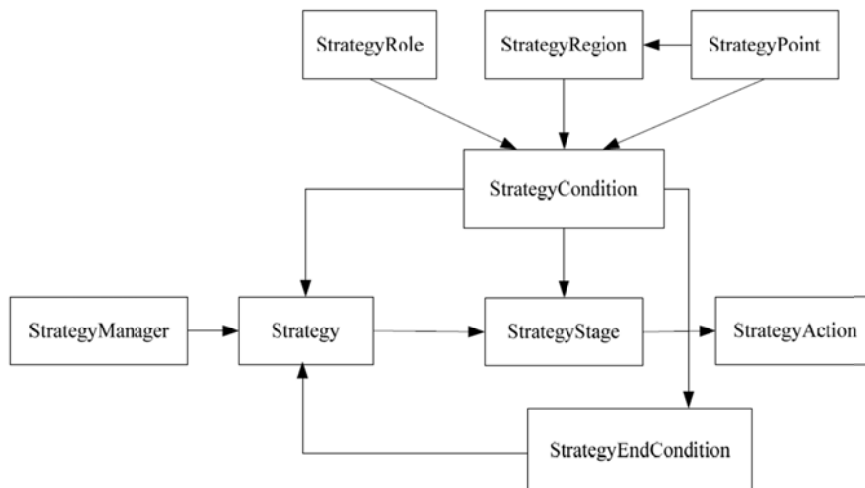 StrategyRole
StrategyRegion
StrategyPoint
StrategyCondition
StrategyManager
Strategy
StrategyStage
StrategyAction
StrategyEndCondition